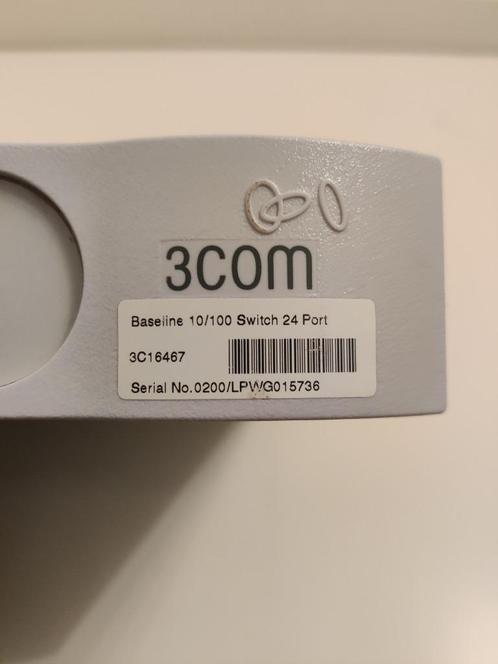 3COM
Baseline 10/100 Switch 24 Port
3C16467
Serial No.0200/LPWG015736